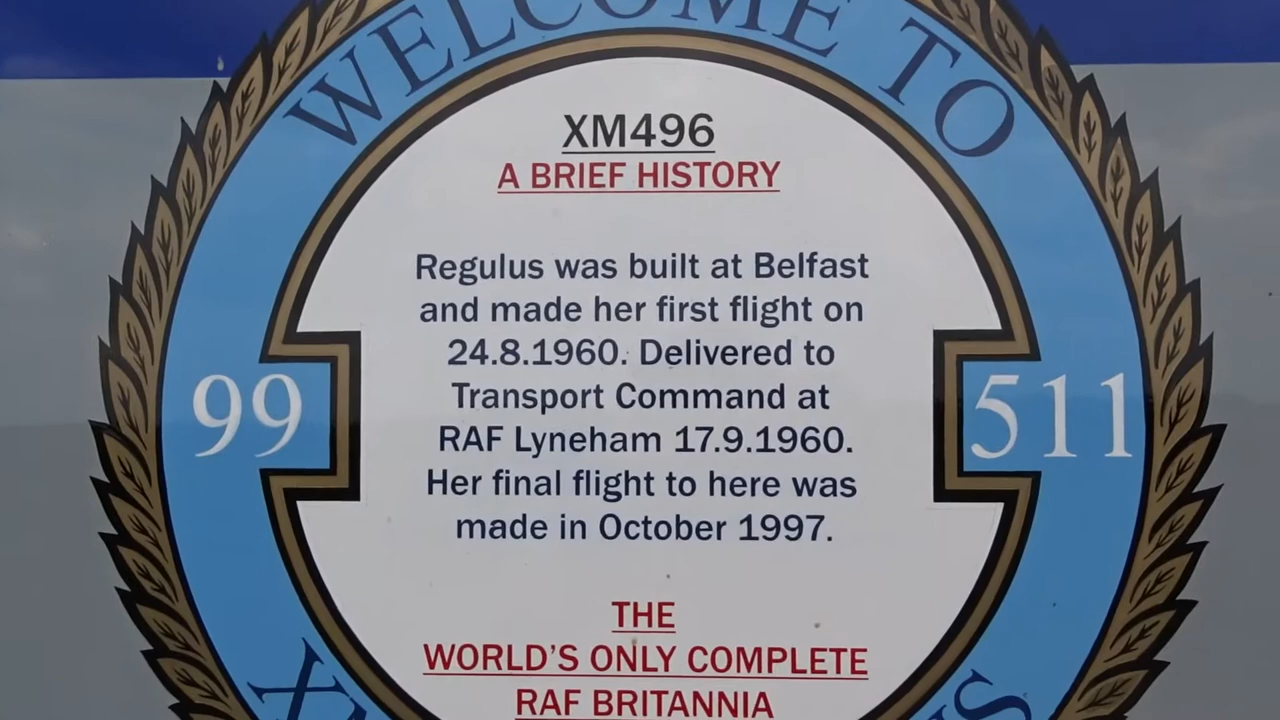 WELCOME TO
XM496
A BRIEF HISTORY
Regulus was built at Belfast
and made her first flight on
24.8.1960. Delivered to
Transport Command at
RAF Lyneham 17.9.1960.
Her final flight to here was
made in October 1997.
99
511
THE
WORLD'S ONLY COMPLETE
RAF BRITANNIA